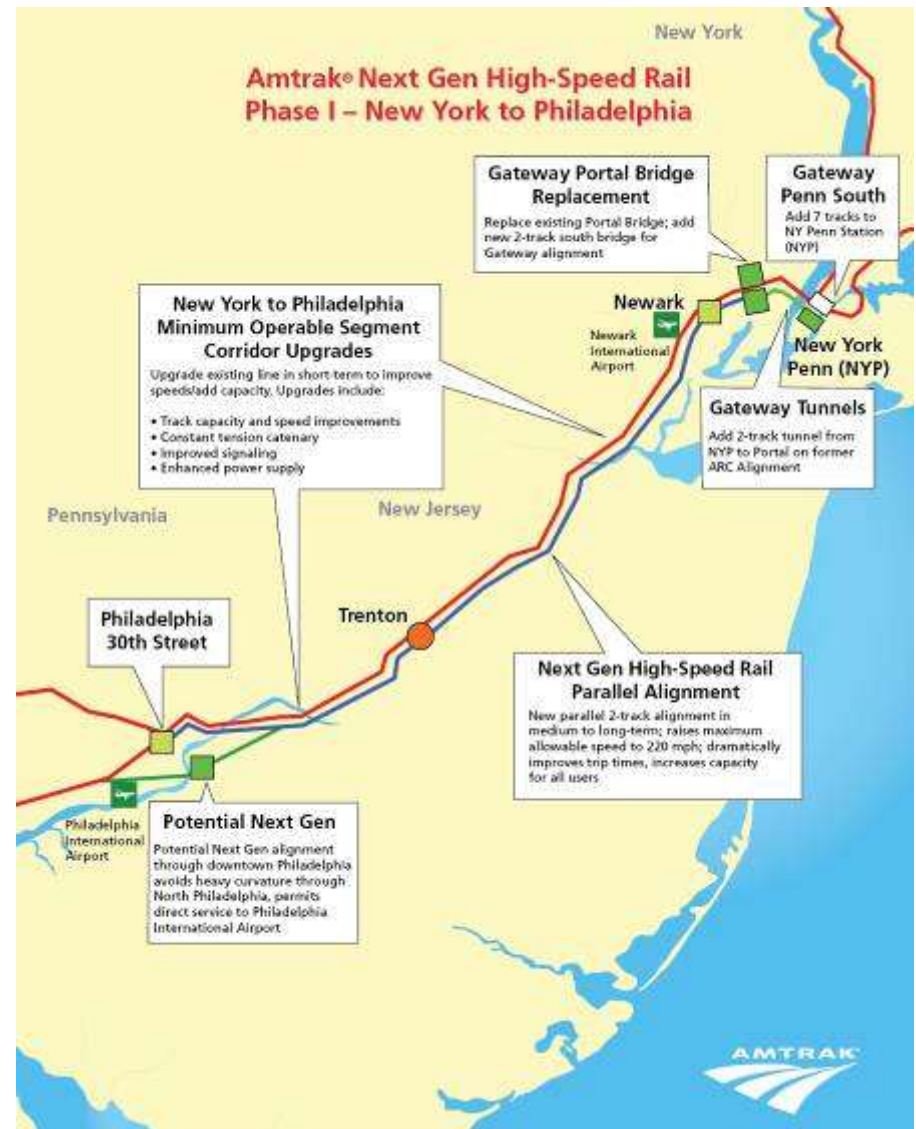 New York
Amtrak® Next Gen High-Speed Rail
Phase I – New York to Philadelphia
Gateway Portal Bridge
Replacement
Replace existing Portal Bridge; add
new 2-track south bridge for
Gateway alignment
Gateway
Penn South
Add 7 tracks to
NY Penn Station
(NYP)
New York to Philadelphia
Minimum Operable Segment
Corridor Upgrades
Upgrade existing line in short-term to improve
speeds/add capacity. Upgrades include:
• Track capacity and speed improvements
• Constant tension catenary
• Improved signaling
• Enhanced power supply
Newark
Newark
International
Airport
New York
Penn (NYP)
Gateway Tunnels
Add 2-track tunnel from
NYP to Portal on former
ARC Alignment
Pennsylvania
New Jersey
Philadelphia
30th Street
Trenton
Next Gen High-Speed Rail
Parallel Alignment
New parallel 2-track alignment in
medium to long-term; raises maximum
allowable speed to 220 mph; dramatically
improves trip times, increases capacity
for all users
Philadelphia
International
Airport
Potential Next Gen
Potential Next Gen alignment
through downtown Philadelphia
avoids heavy curvature through
North Philadelphia, permits
direct service to Philadelphia
International Airport
AMTRAK